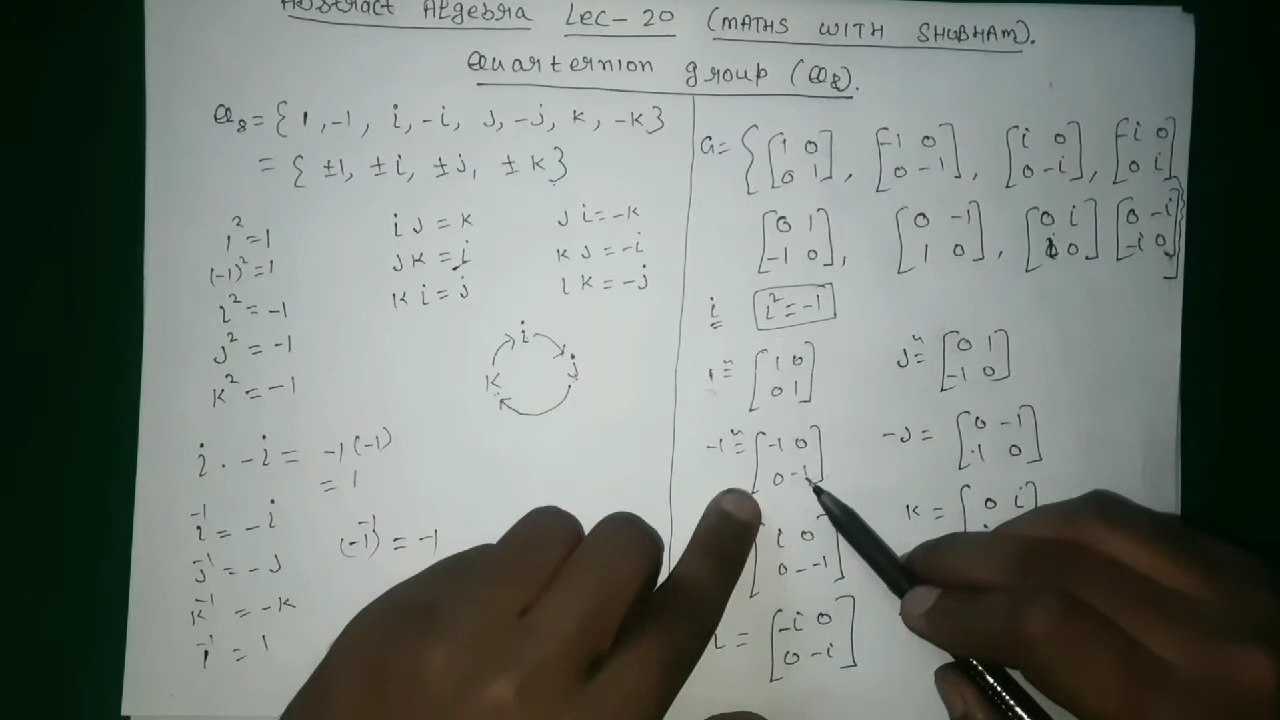 Abstract Algebra Lec-20 (MATHS WITH SHUBHAM).
Quarternion group (Q8).
Q8 = { 1, -1, i, -i, j, -j, k, -k }
= { ±1, ±i, ±j, ±k }
1² = 1
(-1)² = 1
i² = -1
j² = -1
k² = -1
ij = k
jk = i
ki = j
ji = -k
kj = -i
ik = -j
i
j
k
i · -i = -1(-1)
= 1
i⁻¹ = -i
j⁻¹ = -j
k⁻¹ = -k
1⁻¹ = 1
(-1)⁻¹ = -1
G = { [1 0; 0 1], [-1 0; 0 -1], [i 0; 0 -i], [-i 0; 0 i]
[0 1; -1 0], [0 -1; 1 0], [0 i; i 0] [0 -i; -i 0] }
i = i² = -1
1 ≅ [1 0; 0 1]
-1 ≅ [-1 0; 0 -1]
[i 0; 0 --1]
= [-i 0; 0 -i]
j ≅ [0 1; -1 0]
-j = [0 -1; 1 0]
k = [0 i